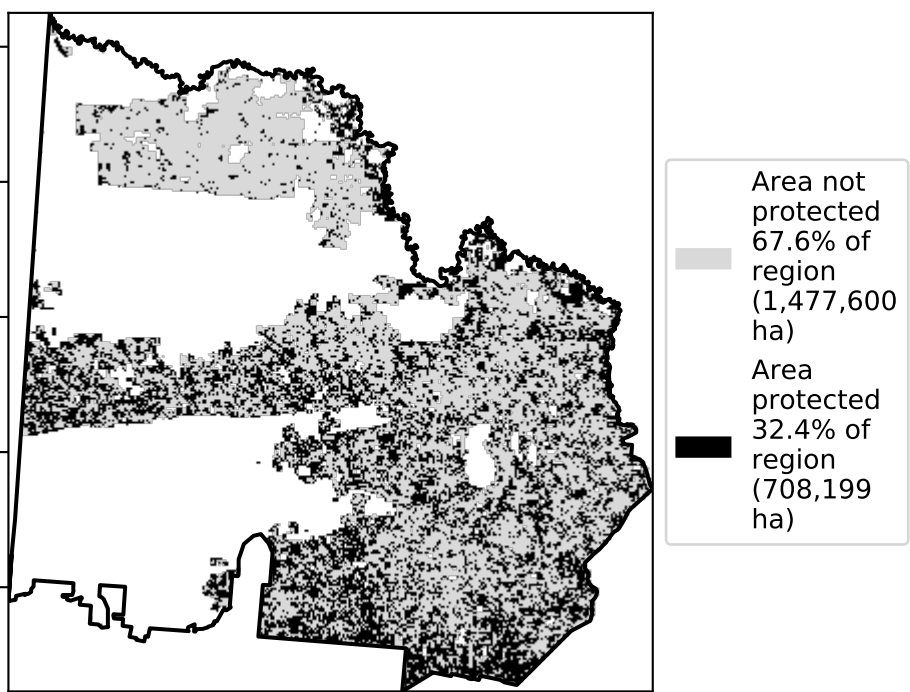 Area not
protected
67.6% of
region
(1,477,600
ha)
Area
protected
32.4% of
region
(708,199
ha)